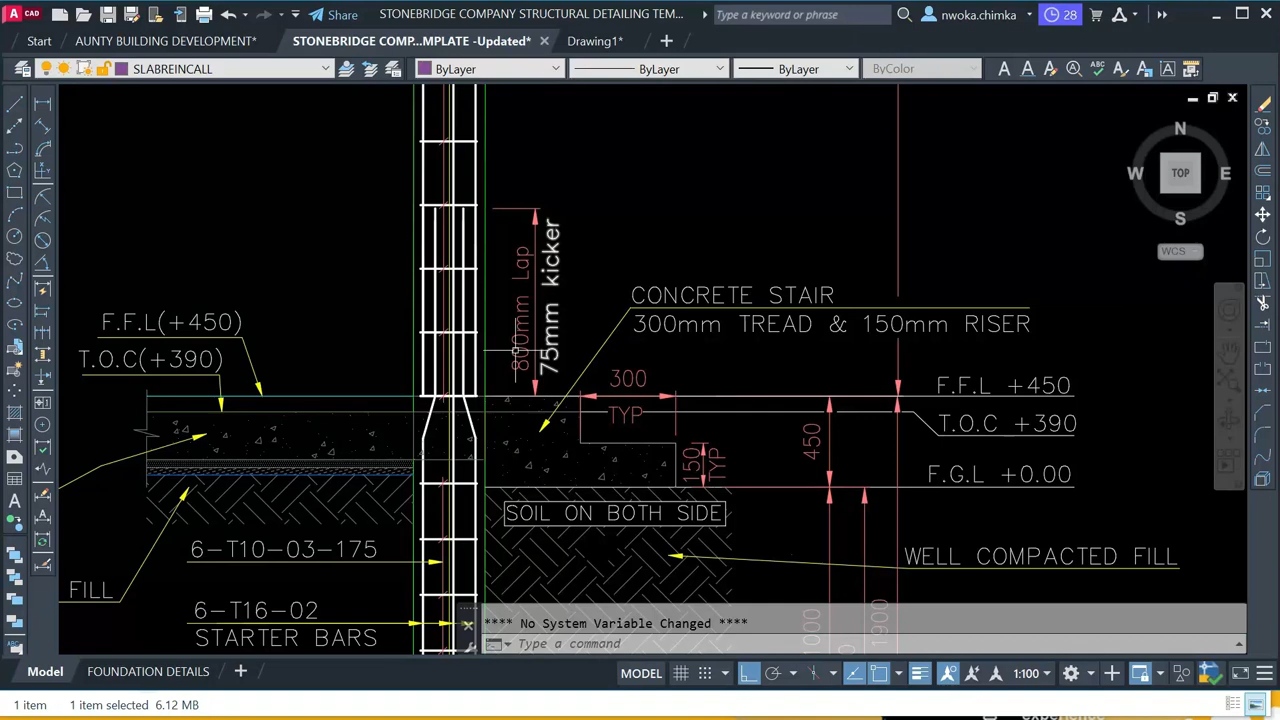 CAD
Share
STONEBRIDGE COMPANY STRUCTURAL DETAILING TEM...
Type a keyword or phrase
nwoka.chimka...
28
Start
AUNTY BUILDING DEVELOPMENT*
STONEBRIDGE COMP...MPLATE -Updated*
Drawing1*
SLABREINCALL
ByLayer
ByLayer
ByLayer
ByColor
N
W
TOP
E
S
WCS
800mm Lap
75mm kicker
CONCRETE STAIR
300mm TREAD & 150mm RISER
F.F.L(+450)
T.O.C(+390)
300
TYP
F.F.L +450
T.O.C +390
450
150
TYP
F.G.L +0.00
SOIL ON BOTH SIDE
6-T10-03-175
WELL COMPACTED FILL
FILL
6-T16-02
STARTER BARS
1000
1900
**** No System Variable Changed ****
Type a command
Model
FOUNDATION DETAILS
MODEL
1:100
1 item
1 item selected 6.12 MB